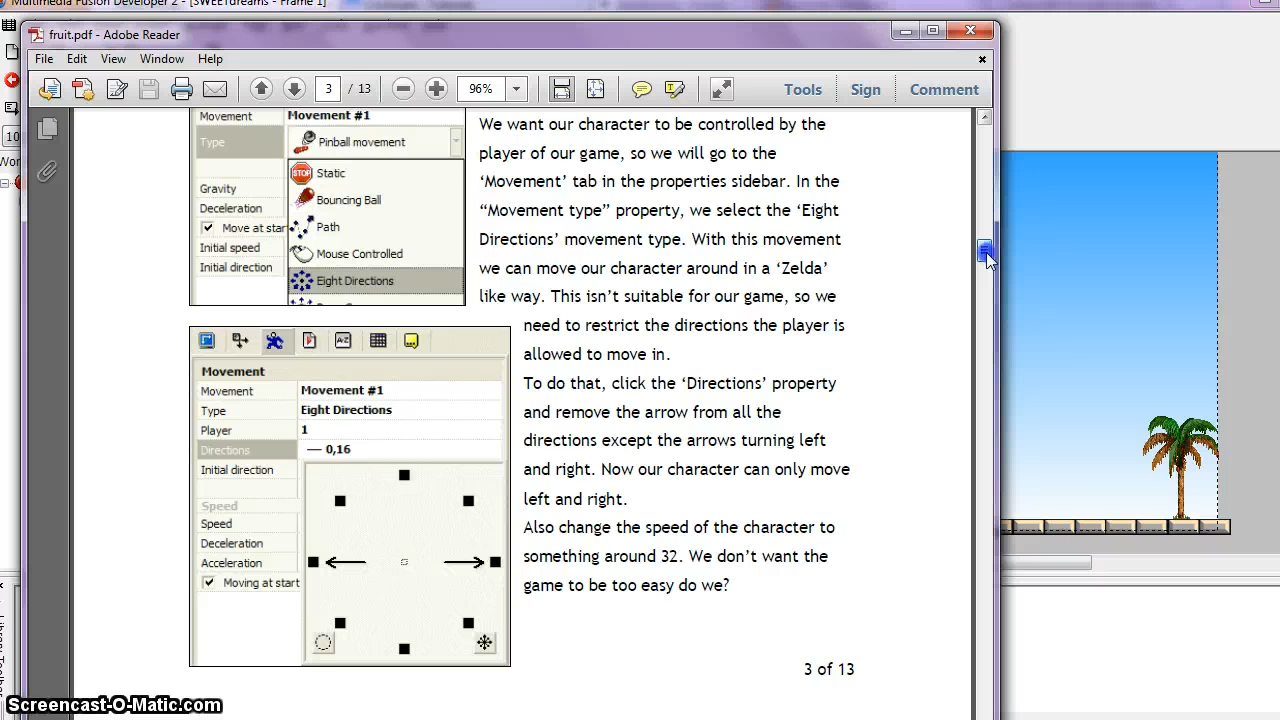 Multimedia Fusion Developer 2 - [SWEETdreams - Frame 1]
fruit.pdf - Adobe Reader
File Edit View Window Help
3 / 13 96% Tools Sign Comment
Movement Movement #1
Type Pinball movement
Static
Gravity Bouncing Ball
Deceleration
Move at star Path
Initial speed Mouse Controlled
Initial direction Eight Directions
We want our character to be controlled by the
player of our game, so we will go to the
‘Movement’ tab in the properties sidebar. In the
“Movement type” property, we select the ‘Eight
Directions’ movement type. With this movement
we can move our character around in a ‘Zelda’
like way. This isn’t suitable for our game, so we
need to restrict the directions the player is
allowed to move in.
To do that, click the ‘Directions’ property
and remove the arrow from all the
directions except the arrows turning left
and right. Now our character can only move
left and right.
Also change the speed of the character to
something around 32. We don’t want the
game to be too easy do we?
A-Z
Movement
Movement Movement #1
Type Eight Directions
Player 1
Directions 0,16
Initial direction
Speed
Speed
Deceleration
Acceleration
Moving at start
3 of 13
10
Wor
Library Toolbar
Screencast-O-Matic.com